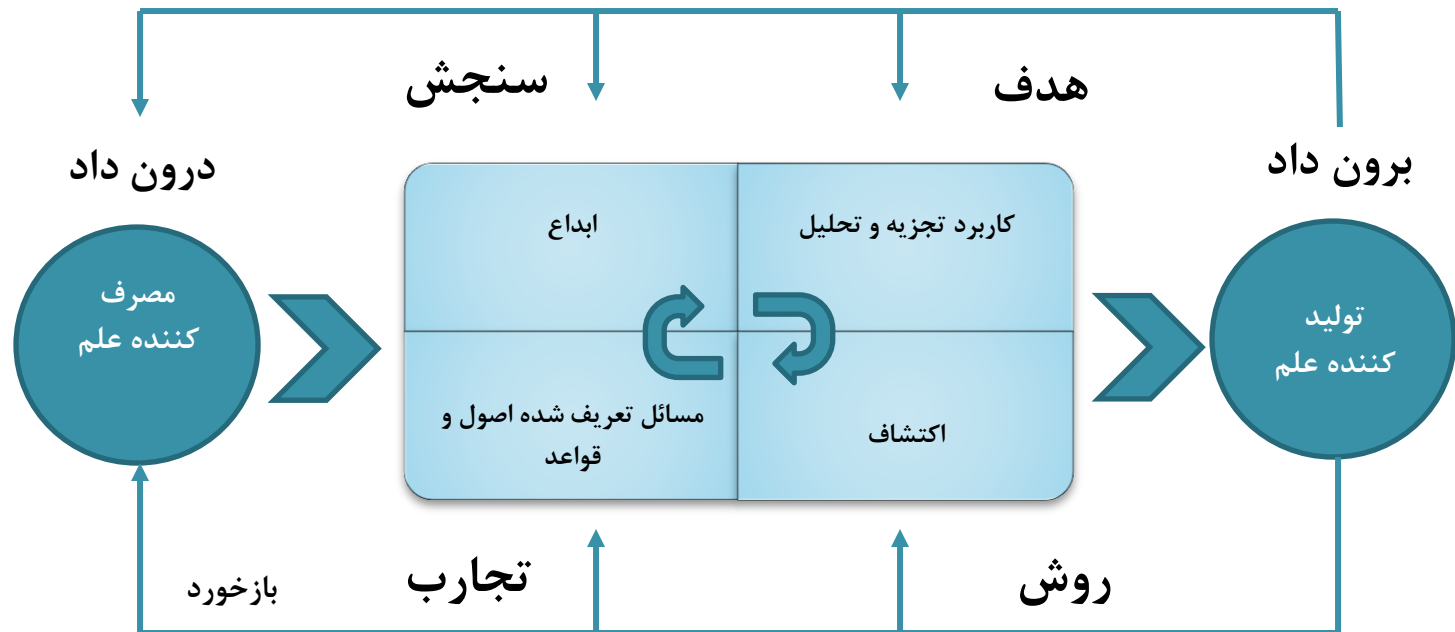 هدف
سنجش
برون داد
درون داد
کاربرد تجزیه و تحلیل
ابداع
تولید
کننده علم
مصرف
کننده علم
اکتشاف
مسائل تعریف شده اصول و
قواعد
روش
تجارب
بازخورد